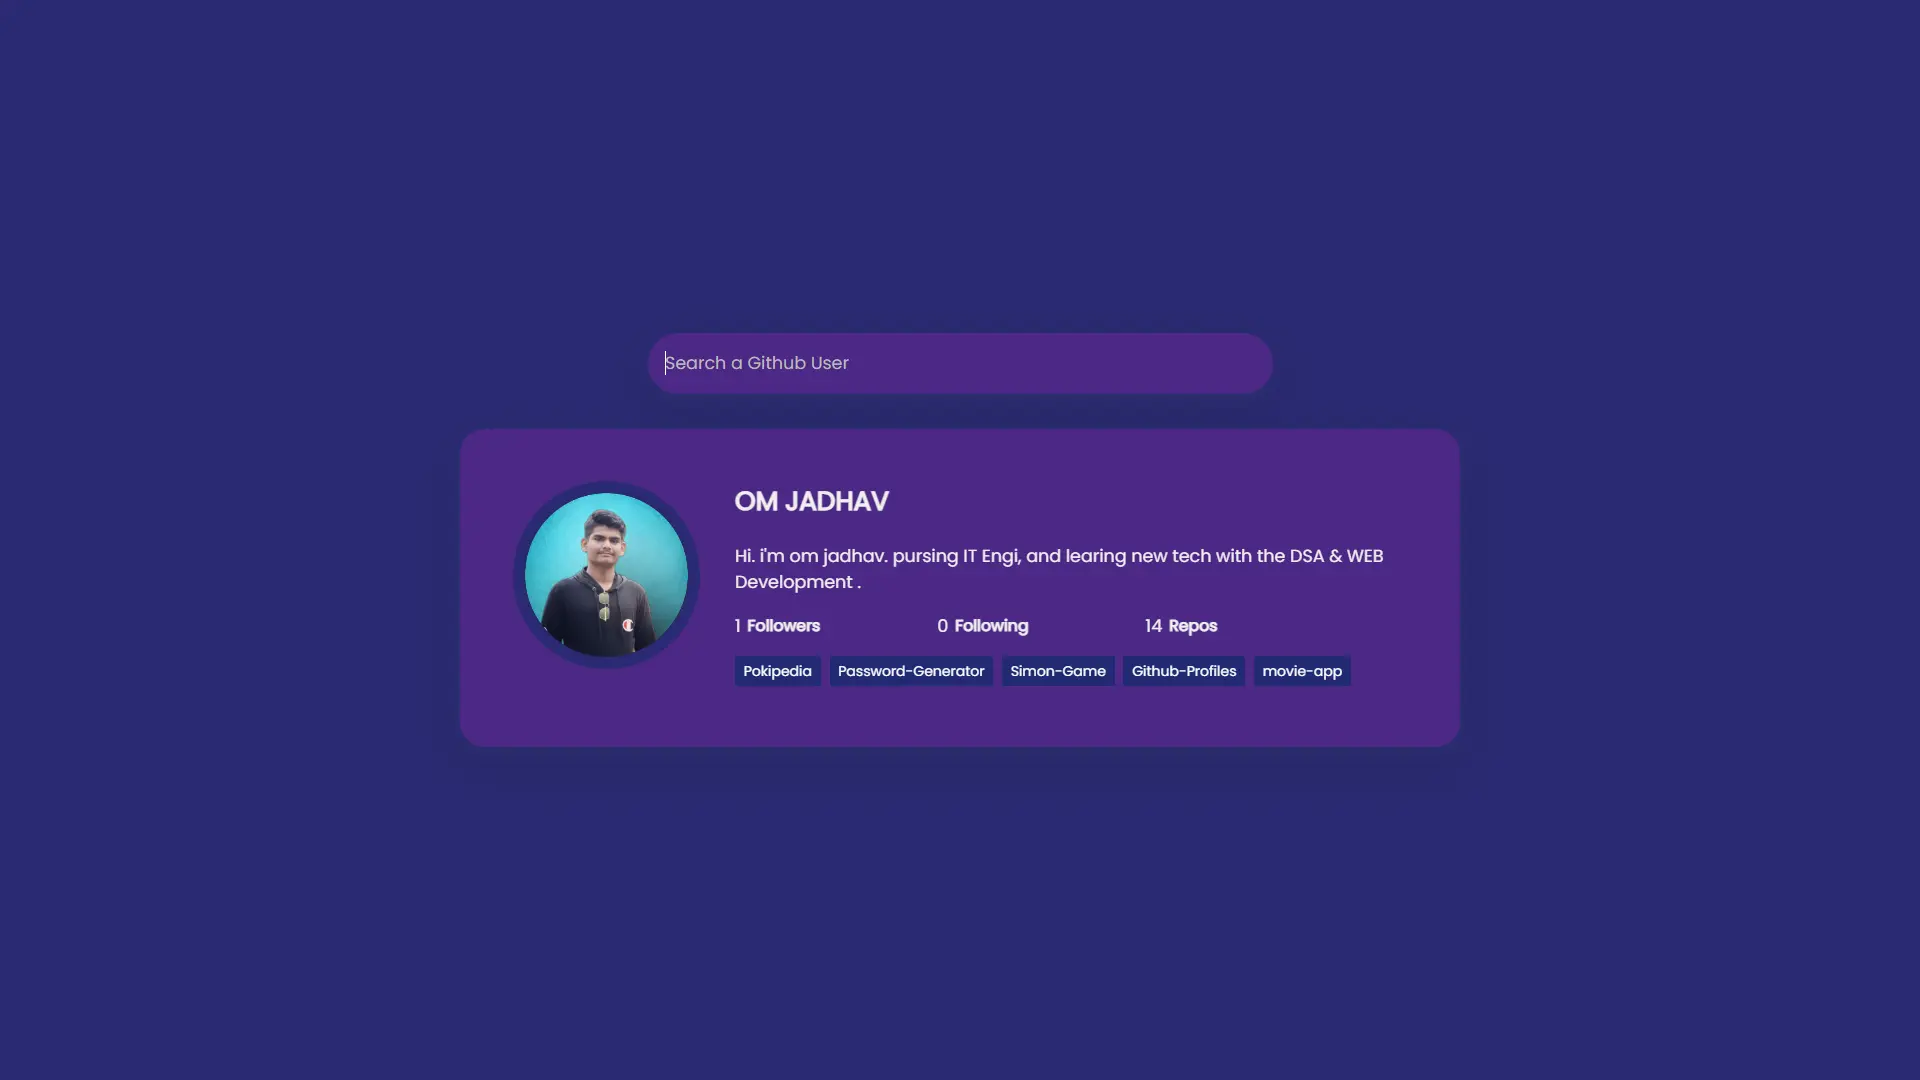 Search a Github User
OM JADHAV
Hi. i'm om jadhav. pursing IT Engi, and learing new tech with the DSA & WEB
Development .
1 Followers 0 Following 14 Repos
Pokipedia Password-Generator Simon-Game Github-Profiles movie-app